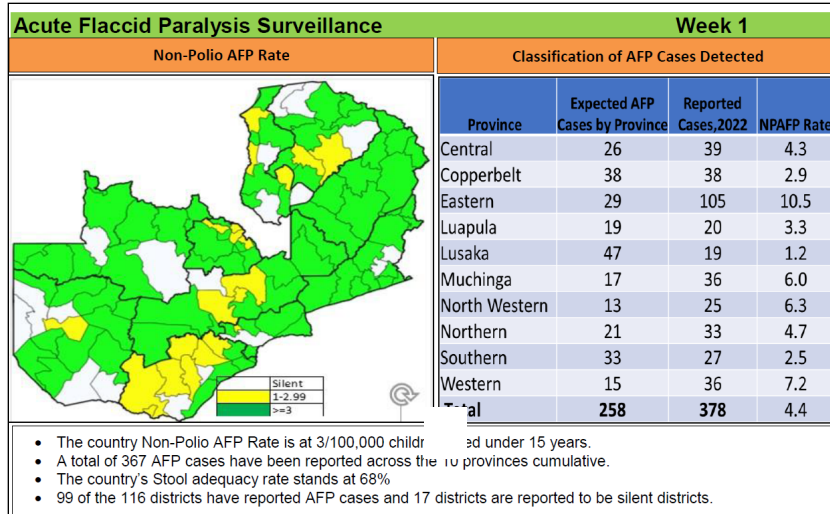 Acute Flaccid Paralysis Surveillance Week 1
Non-Polio AFP Rate
Silent
1-2.99
>=3
Classification of AFP Cases Detected
Province Expected AFP Cases by Province Reported Cases,2022 NPAFP Rate
Central 26 39 4.3
Copperbelt 38 38 2.9
Eastern 29 105 10.5
Luapula 19 20 3.3
Lusaka 47 19 1.2
Muchinga 17 36 6.0
North Western 13 25 6.3
Northern 21 33 4.7
Southern 33 27 2.5
Western 15 36 7.2
258 378 4.4
• The country Non-Polio AFP Rate is at 3/100,000 under 15 years.
• A total of 367 AFP cases have been reported across the 10 provinces cumulative.
• The country's Stool adequacy rate stands at 68%
• 99 of the 116 districts have reported AFP cases and 17 districts are reported to be silent districts.